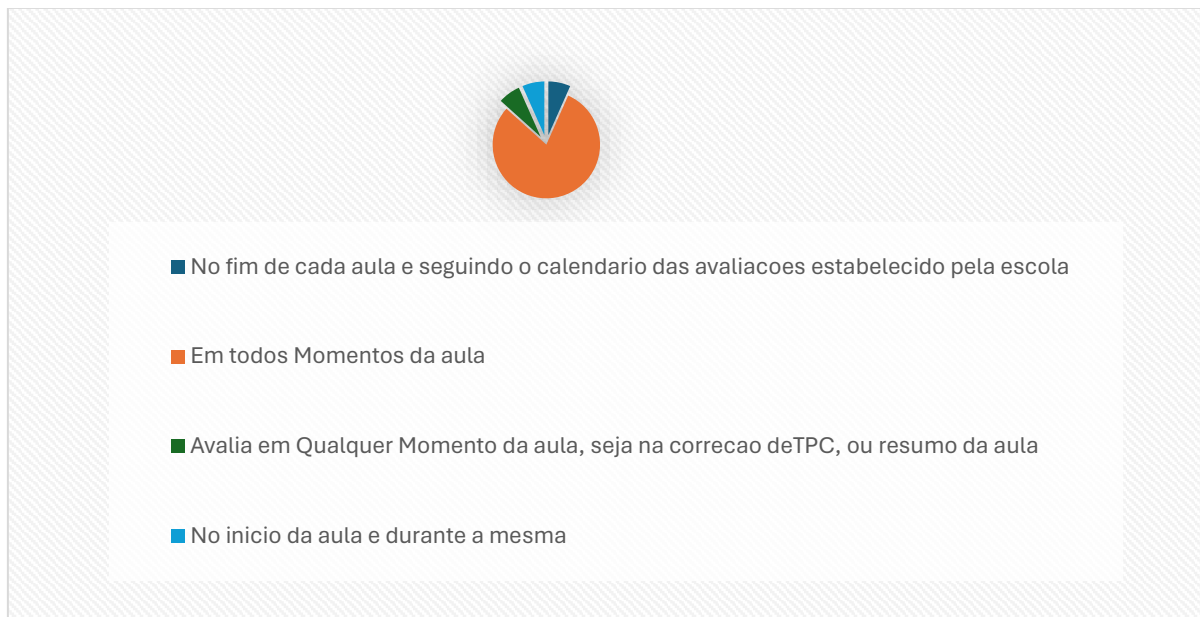 No fim de cada aula e seguindo o calendario das avaliacoes estabelecido pela escola
Em todos Momentos da aula
Avalia em Qualquer Momento da aula, seja na correcao deTPC, ou resumo da aula
No inicio da aula e durante a mesma